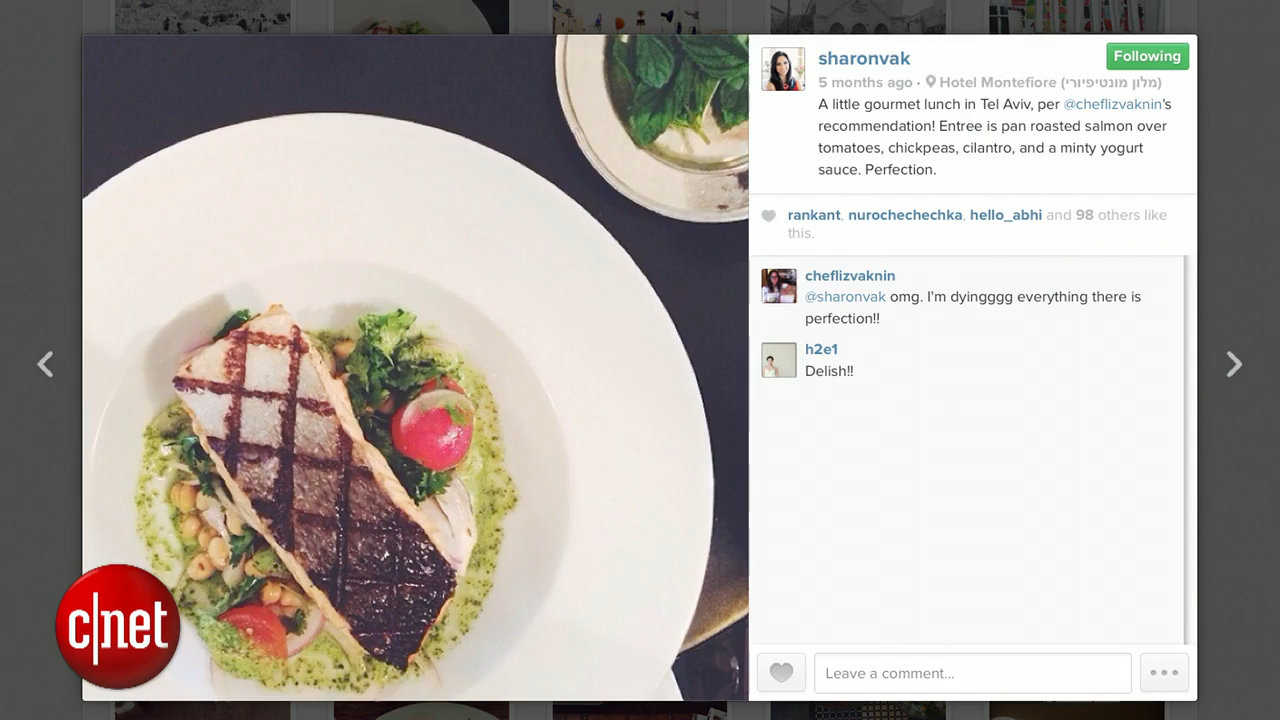 sharonvak
Following
5 months ago · Hotel Montefiore (מלון מונטיפיורי)
A little gourmet lunch in Tel Aviv, per @cheflizvaknin's
recommendation! Entree is pan roasted salmon over
tomatoes, chickpeas, cilantro, and a minty yogurt
sauce. Perfection.
rankant, nurochechechka, hello_abhi and 98 others like
this.
cheflizvaknin
@sharonvak omg. I'm dyingggg everything there is
perfection!!
h2e1
Delish!!
Leave a comment...
c|net